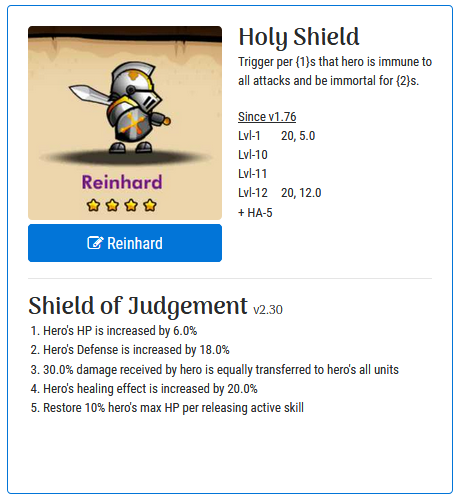 Holy Shield
Trigger per {1}s that hero is immune to
all attacks and be immortal for {2}s.
Since v1.76
Lvl-1 20, 5.0
Lvl-10
Lvl-11
Lvl-12 20, 12.0
+ HA-5
Reinhard
Reinhard
Shield of Judgement v2.30
1. Hero's HP is increased by 6.0%
2. Hero's Defense is increased by 18.0%
3. 30.0% damage received by hero is equally transferred to hero's all units
4. Hero's healing effect is increased by 20.0%
5. Restore 10% hero's max HP per releasing active skill